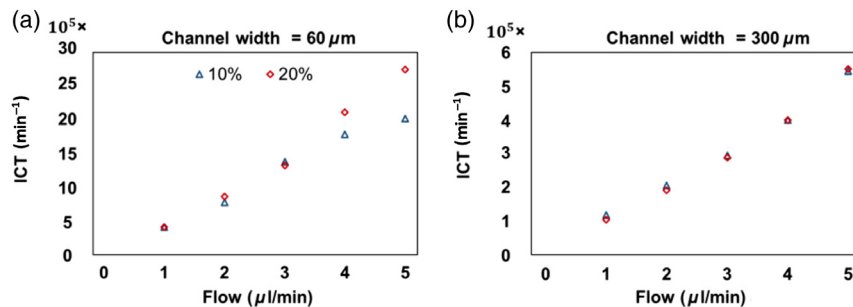 (a)
10⁵×
Channel width = 60 µm
30
25
20
15
10
5
0
ICT (min⁻¹)
10%
20%
0 1 2 3 4 5
Flow (µl/min)
(b)
10⁵×
Channel width = 300 µm
6
5
4
3
2
1
0
ICT (min⁻¹)
0 1 2 3 4 5
Flow (µl/min)